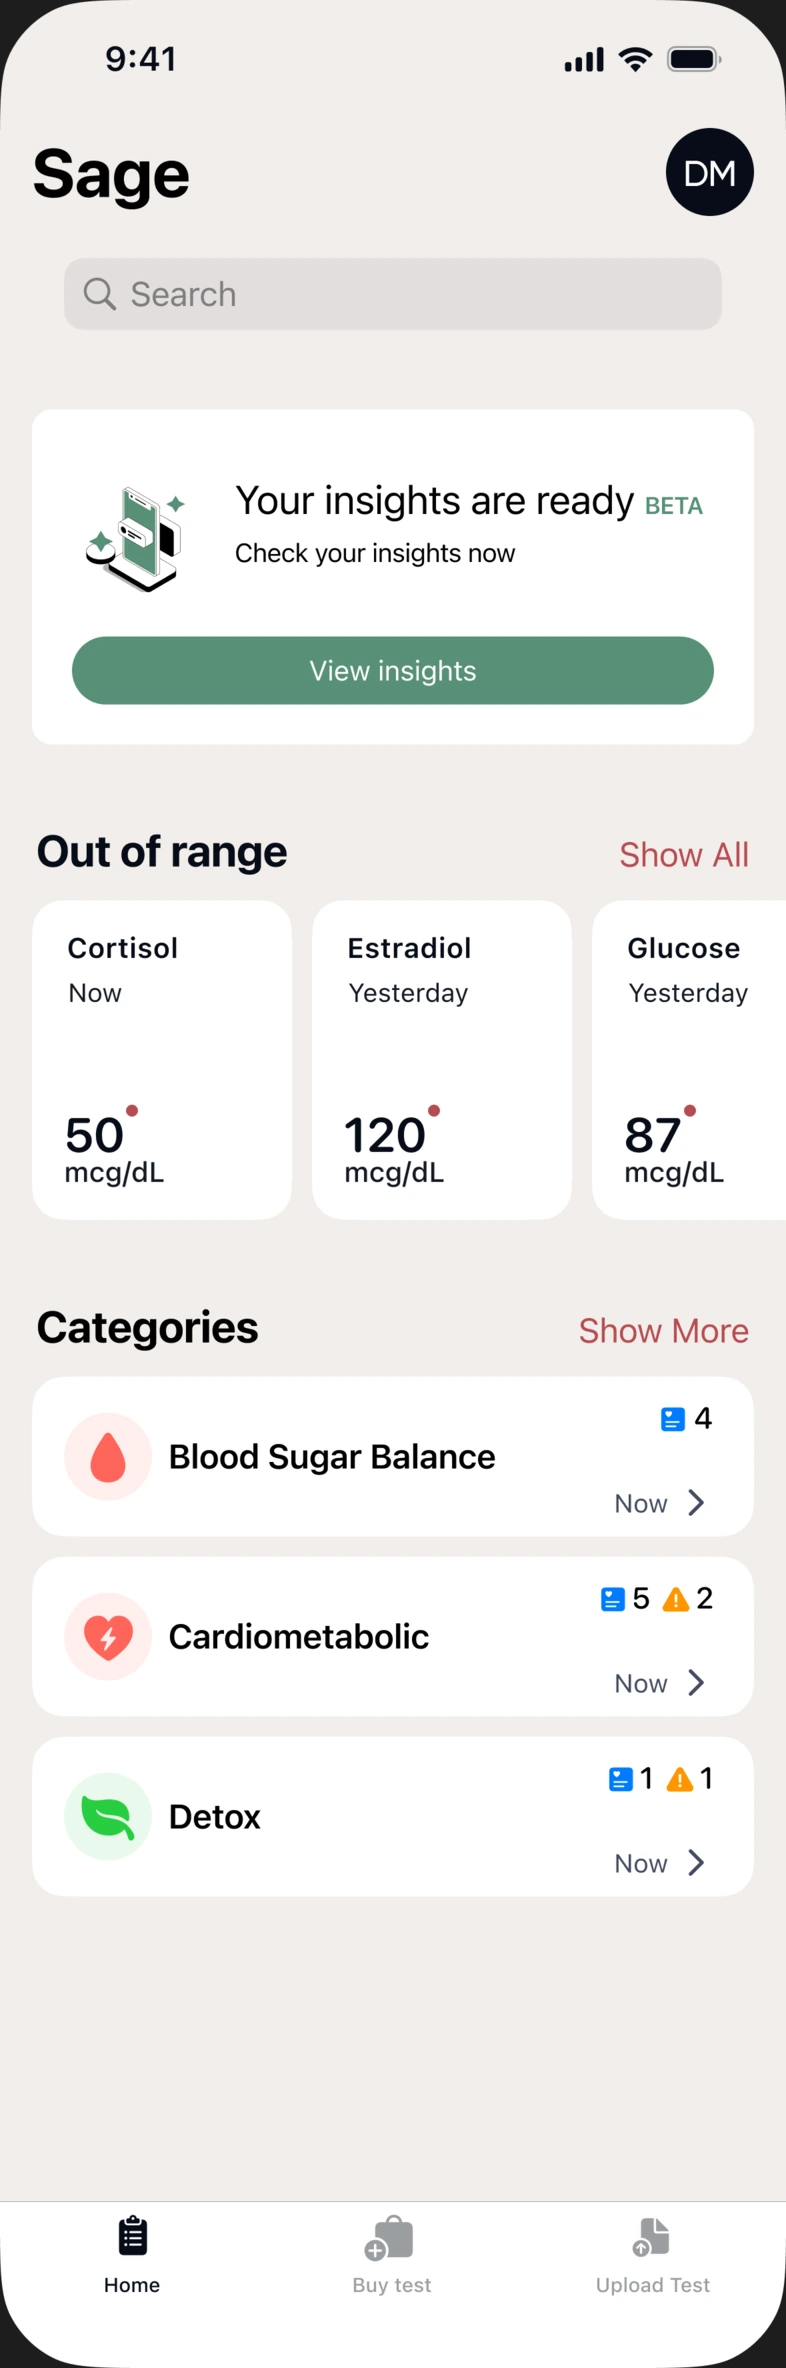 9:41
Sage
DM
Search
Your insights are ready BETA
Check your insights now
View insights
Out of range
Show All
Cortisol
Now
50
mcg/dL
Estradiol
Yesterday
120
mcg/dL
Glucose
Yesterday
87
mcg/dL
Categories
Show More
4
Blood Sugar Balance
Now
5 2
Cardiometabolic
Now
1 1
Detox
Now
Home
Buy test
Upload Test